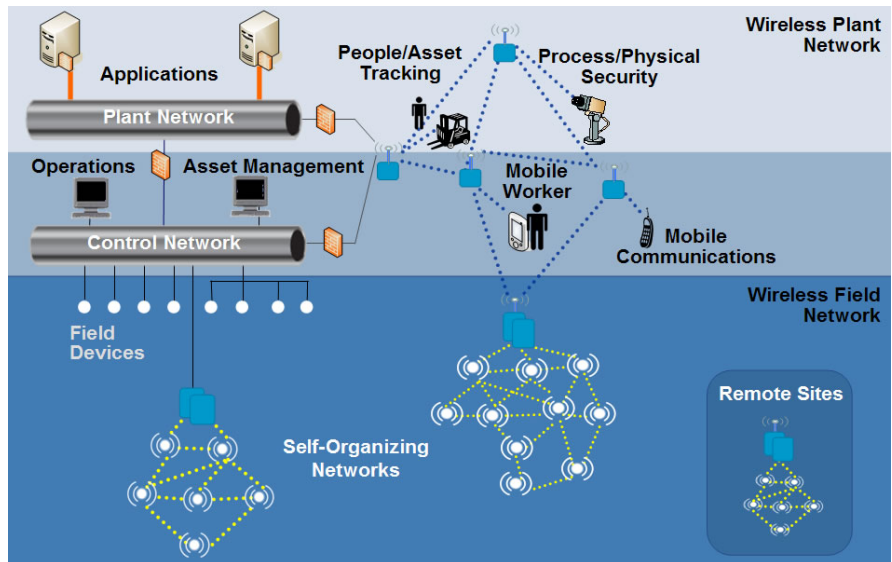 Wireless Plant
Network
People/Asset
Tracking
Process/Physical
Security
Applications
Plant Network
Operations
Asset Management
Mobile
Worker
Control Network
Mobile
Communications
Wireless Field
Network
Field
Devices
Remote Sites
Self-Organizing
Networks